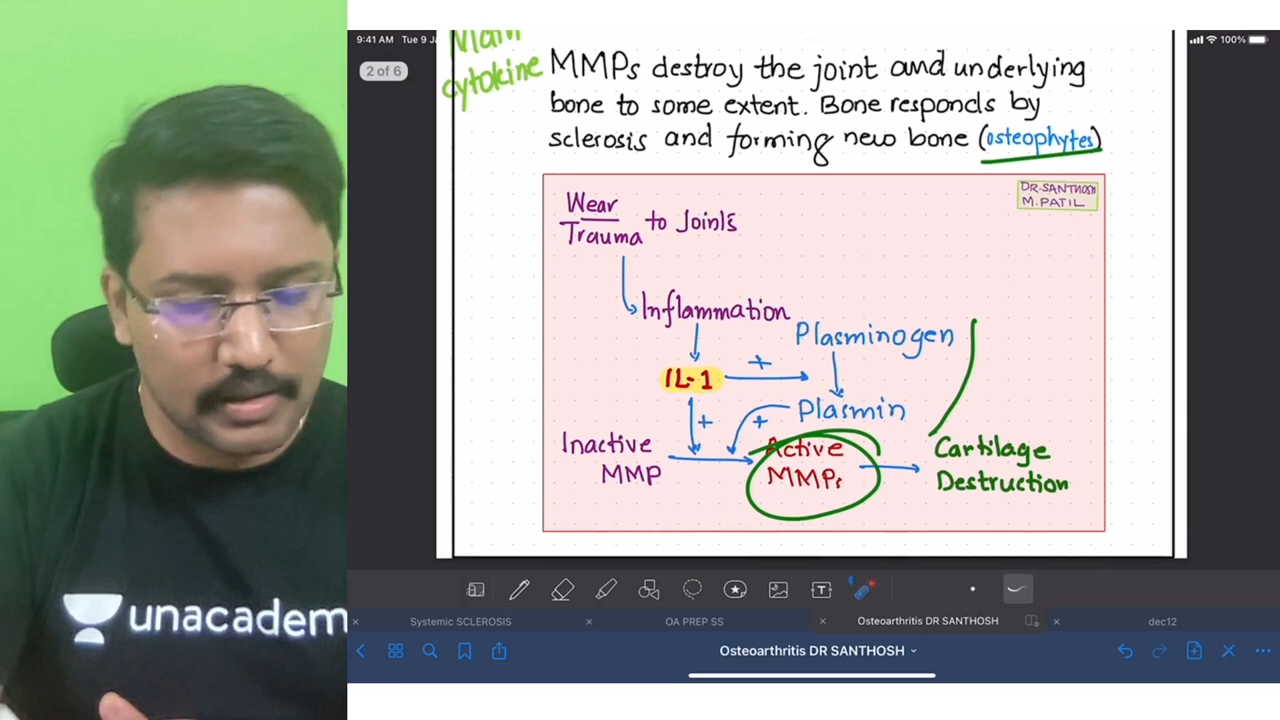 9:41 AM Tue 9 J
100%
2 of 6
Main
cytokine
MMPs destroy the joint and underlying
bone to some extent. Bone responds by
sclerosis and forming new bone (osteophytes)
DR.SANTHOSH
M.PATIL
Wear
Trauma to Joints
Inflammation
Plasminogen
IL-1 +
Plasmin
+ +
Inactive
MMP
Active
MMPs
Cartilage
Destruction
unacadem
T
Systemic SCLEROSIS
OA PREP SS
Osteoarthritis DR SANTHOSH
dec12
Osteoarthritis DR SANTHOSH